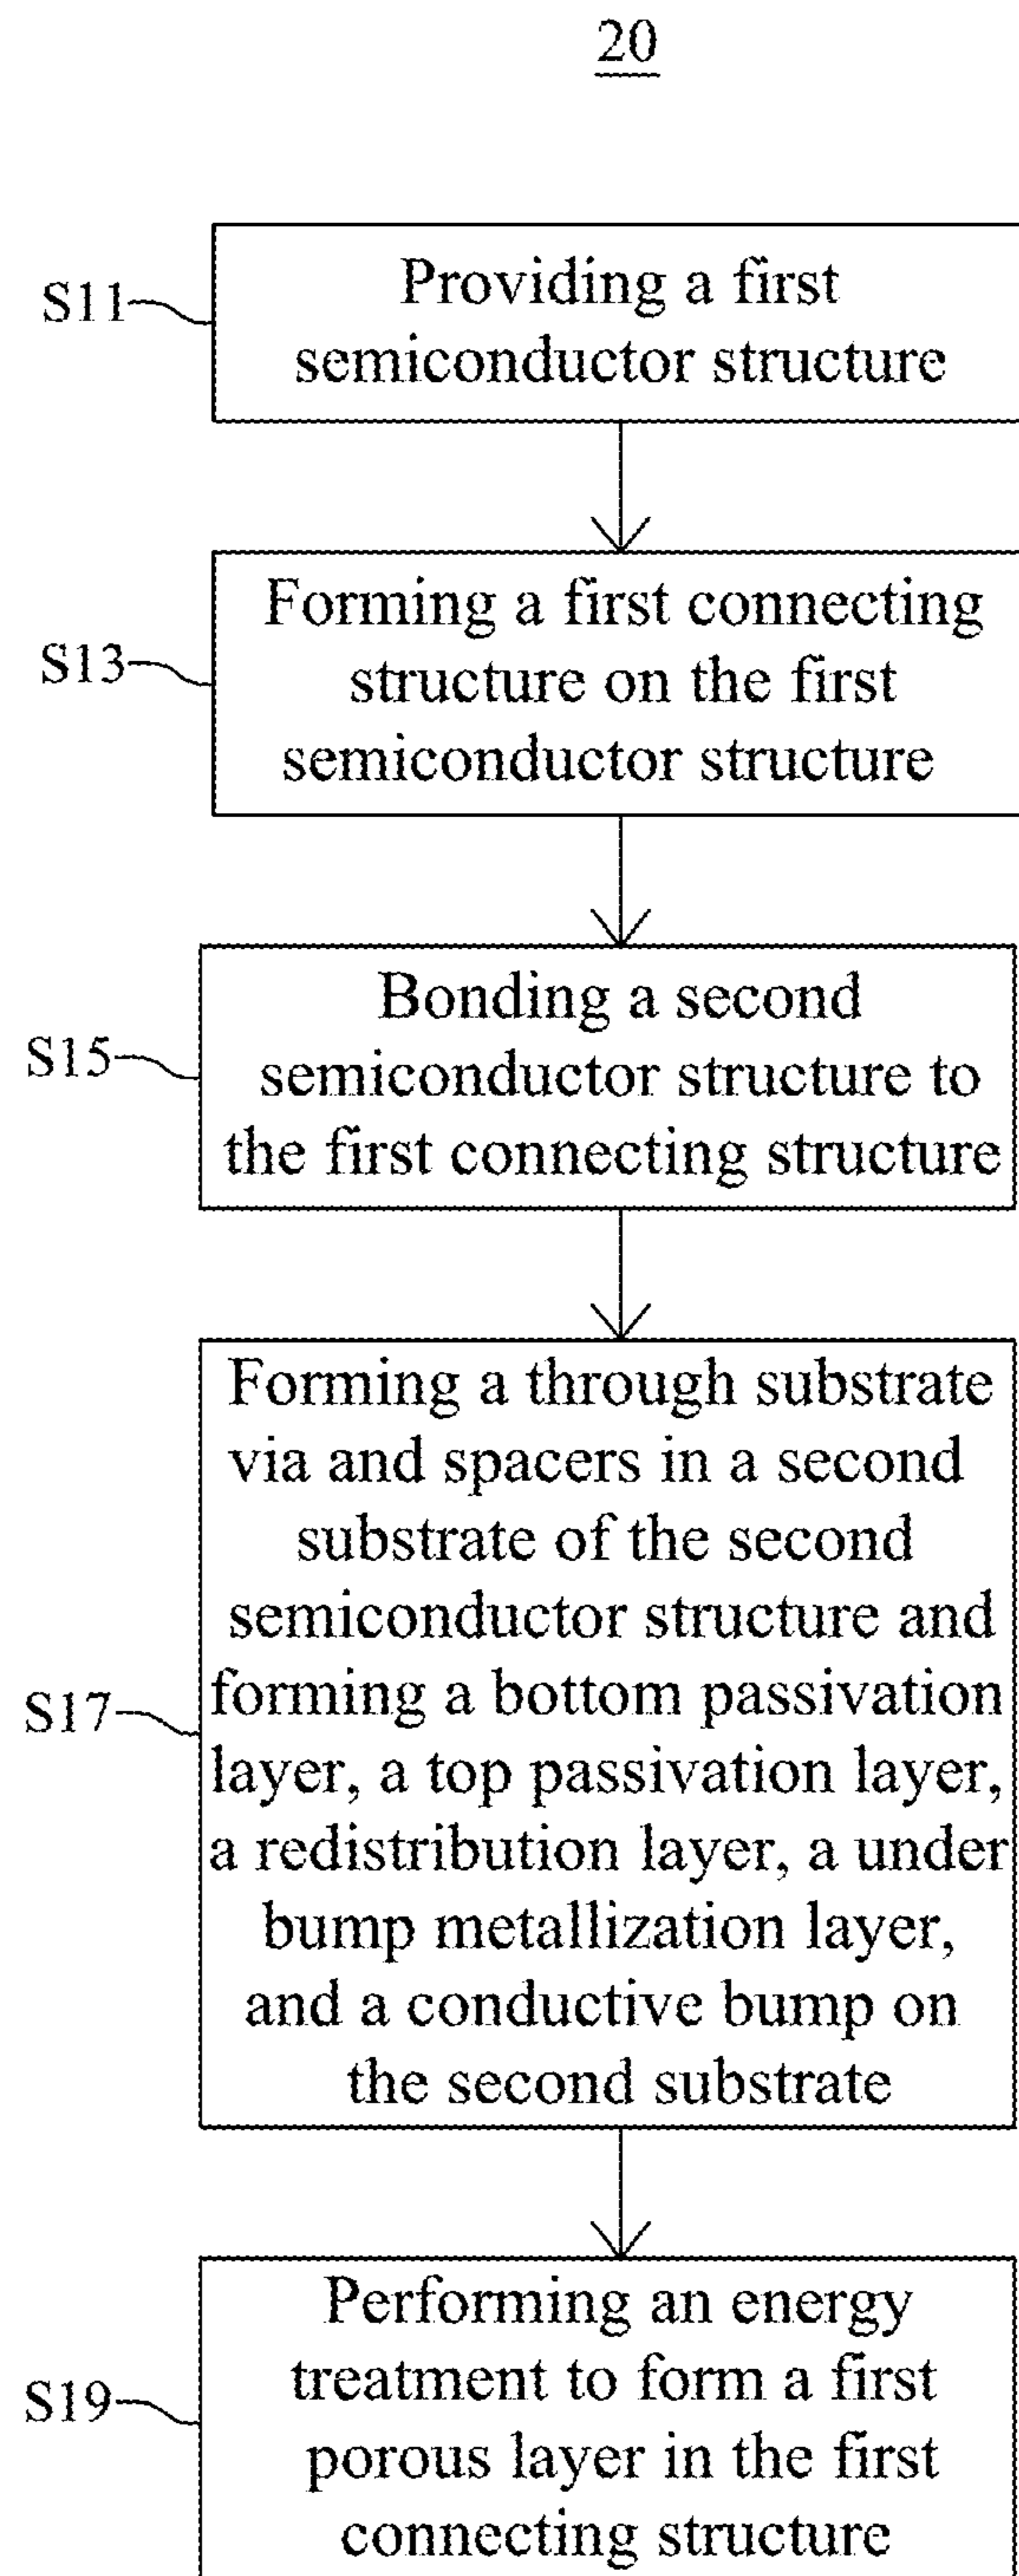 20
S11
Providing a first
semiconductor structure
S13
Forming a first connecting
structure on the first
semiconductor structure
S15
Bonding a second
semiconductor structure to
the first connecting structure
S17
Forming a through substrate
via and spacers in a second
substrate of the second
semiconductor structure and
forming a bottom passivation
layer, a top passivation layer,
a redistribution layer, a under
bump metallization layer,
and a conductive bump on
the second substrate
S19
Performing an energy
treatment to form a first
porous layer in the first
connecting structure